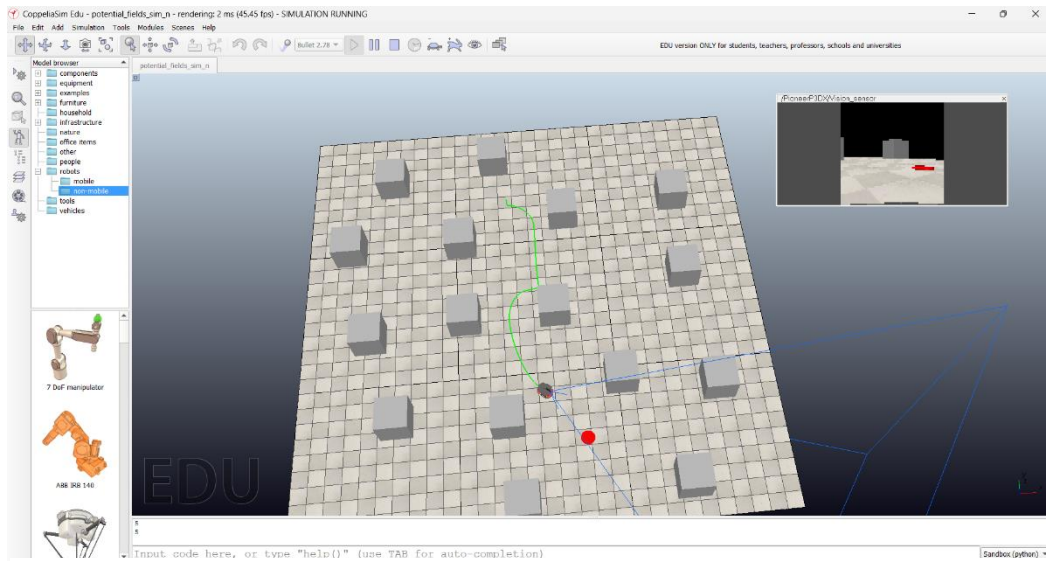 CoppeliaSim Edu - potential_fields_sim_n - rendering: 2 ms (45,45 fps) - SIMULATION RUNNING
File Edit Add Simulation Tools Modules Scenes Help
Bullet 2.78
EDU version ONLY for students, teachers, professors, schools and universities
Model browser
potential_fields_sim_n
components
equipment
examples
furniture
household
infrastructure
nature
office items
other
people
robots
mobile
non-mobile
tools
vehicles
/PioneerP3DX/Vision_sensor
7 DoF manipulator
ABB IRB 140
EDU
s
s
Input code here, or type "help()" (use TAB for auto-completion)
Sandbox (python)